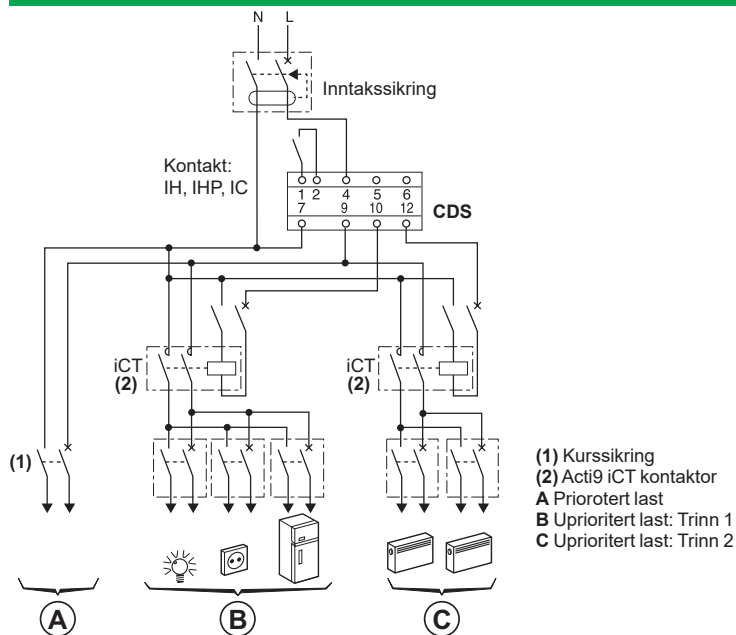 N L
Inntakssikring
Kontakt:
IH, IHP, IC
1 2 4 5 6
7 9 10 12
CDS
iCT
(2)
iCT
(2)
(1)
(1) Kurssikring
(2) Acti9 iCT kontaktor
A Priorotert last
B Uprioritert last: Trinn 1
C Uprioritert last: Trinn 2
A B C